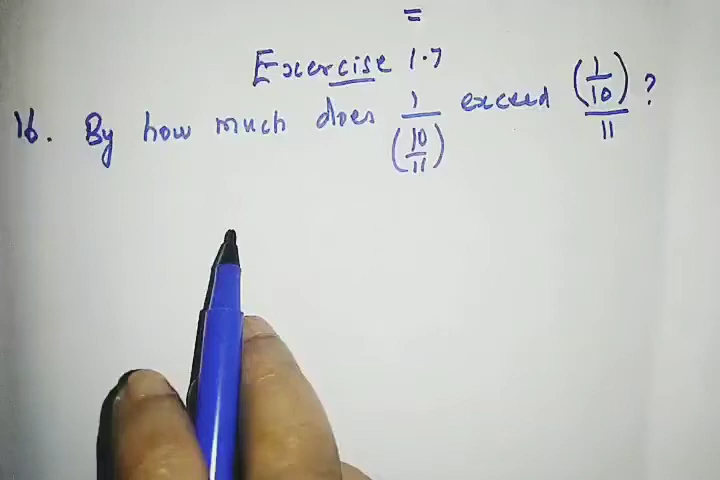 =
Exercise 1.7
16. By how much does 1/(10/11) exceed (1/10)/11 ?